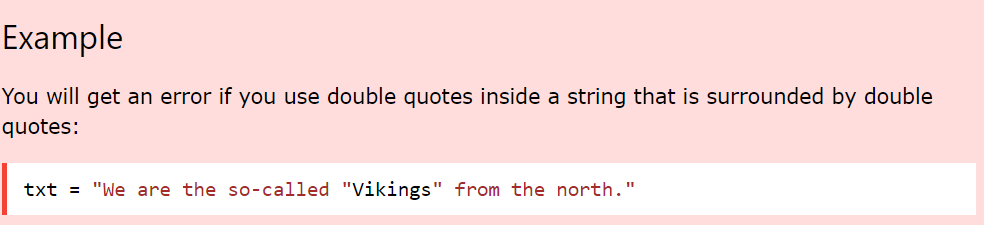 Example
You will get an error if you use double quotes inside a string that is surrounded by double
quotes:
txt = "We are the so-called "Vikings" from the north."